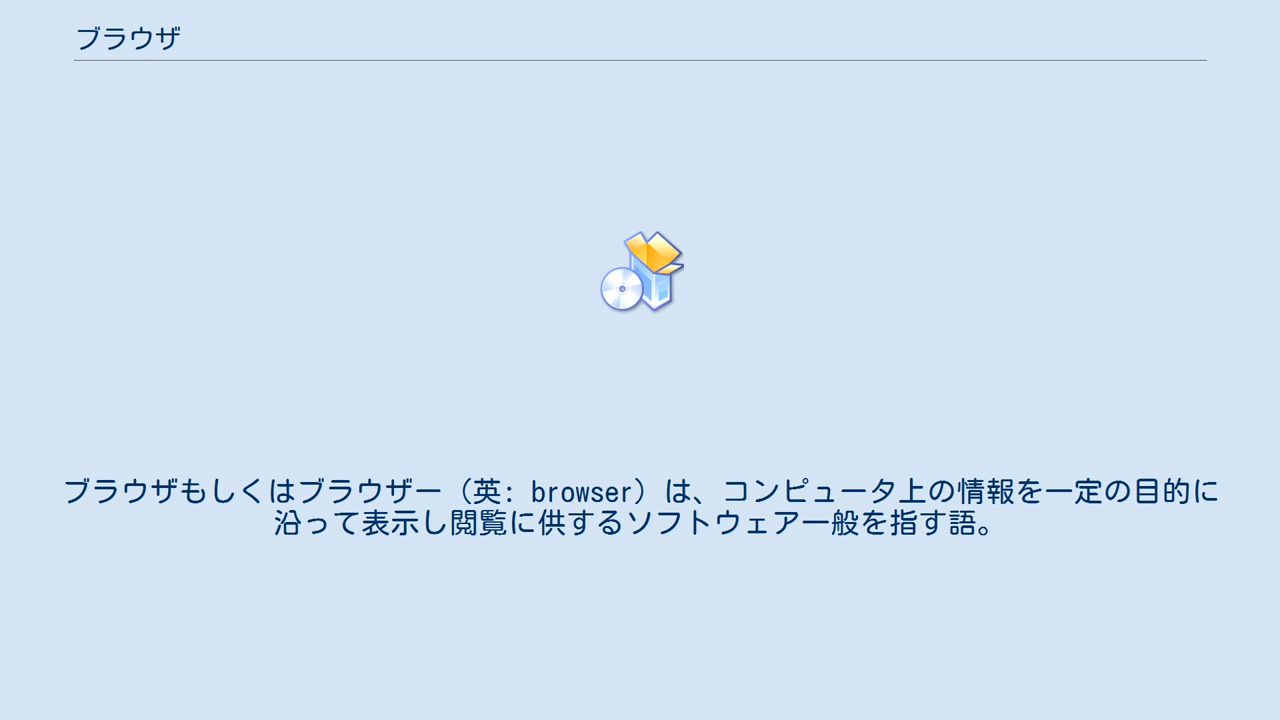 ブラウザ
ブラウザもしくはブラウザー（英: browser）は、コンピュータ上の情報を一定の目的に
沿って表示し閲覧に供するソフトウェア一般を指す語。